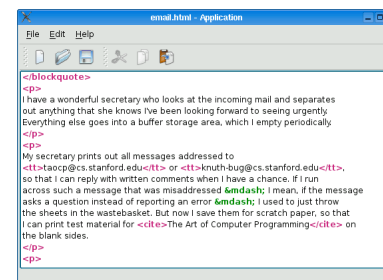 email.html - Application
File Edit Help
</blockquote>
<p>
I have a wonderful secretary who looks at the incoming mail and separates
out anything that she knows I've been looking forward to seeing urgently.
Everything else goes into a buffer storage area, which I empty periodically.
</p>
<p>
My secretary prints out all messages addressed to
<tt>taocp@cs.stanford.edu</tt> or <tt>knuth-bug@cs.stanford.edu</tt>,
so that I can reply with written comments when I have a chance. If I run
across such a message that was misaddressed &mdash; I mean, if the message
asks a question instead of reporting an error &mdash; I used to just throw
the sheets in the wastebasket. But now I save them for scratch paper, so that
I can print test material for <cite>The Art of Computer Programming</cite> on
the blank sides.
</p>
<p>